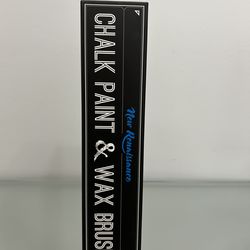 New Renaissance
CHALK PAINT & WAX BRUS